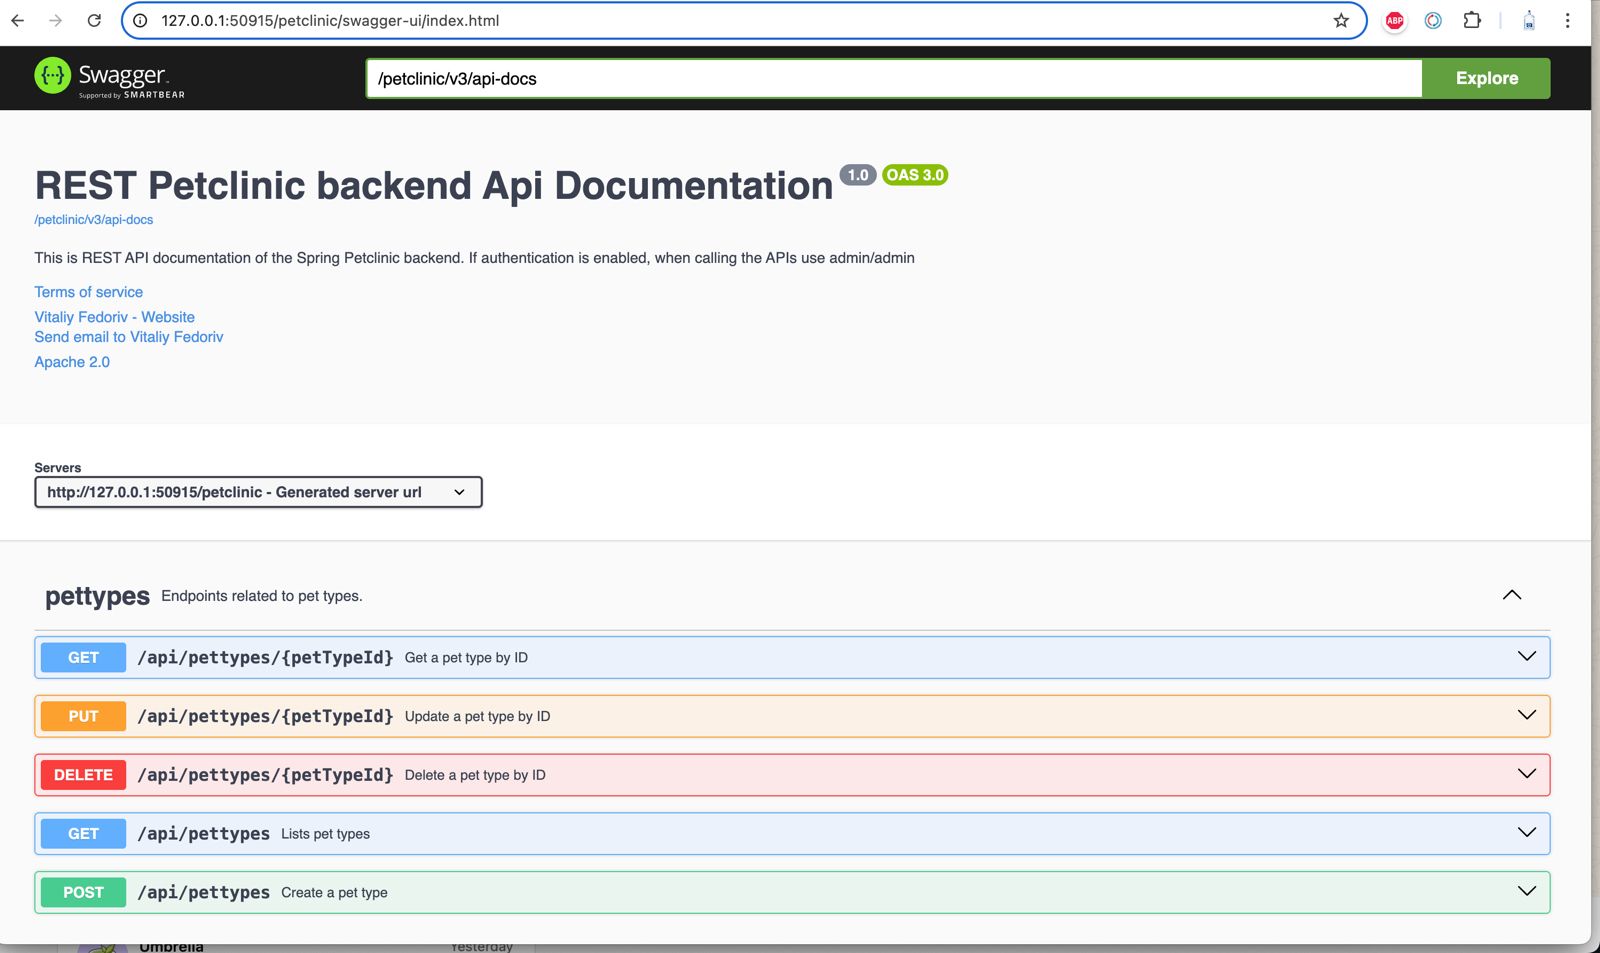 127.0.0.1:50915/petclinic/swagger-ui/index.html
ABP
{··} Swagger
Supported by SMARTBEAR
/petclinic/v3/api-docs
Explore
REST Petclinic backend Api Documentation 1.0 OAS 3.0
/petclinic/v3/api-docs
This is REST API documentation of the Spring Petclinic backend. If authentication is enabled, when calling the APIs use admin/admin
Terms of service
Vitaliy Fedoriv - Website
Send email to Vitaliy Fedoriv
Apache 2.0
Servers
http://127.0.0.1:50915/petclinic - Generated server url
pettypes Endpoints related to pet types.
GET /api/pettypes/{petTypeId} Get a pet type by ID
PUT /api/pettypes/{petTypeId} Update a pet type by ID
DELETE /api/pettypes/{petTypeId} Delete a pet type by ID
GET /api/pettypes Lists pet types
POST /api/pettypes Create a pet type
Umbrella Yesterday